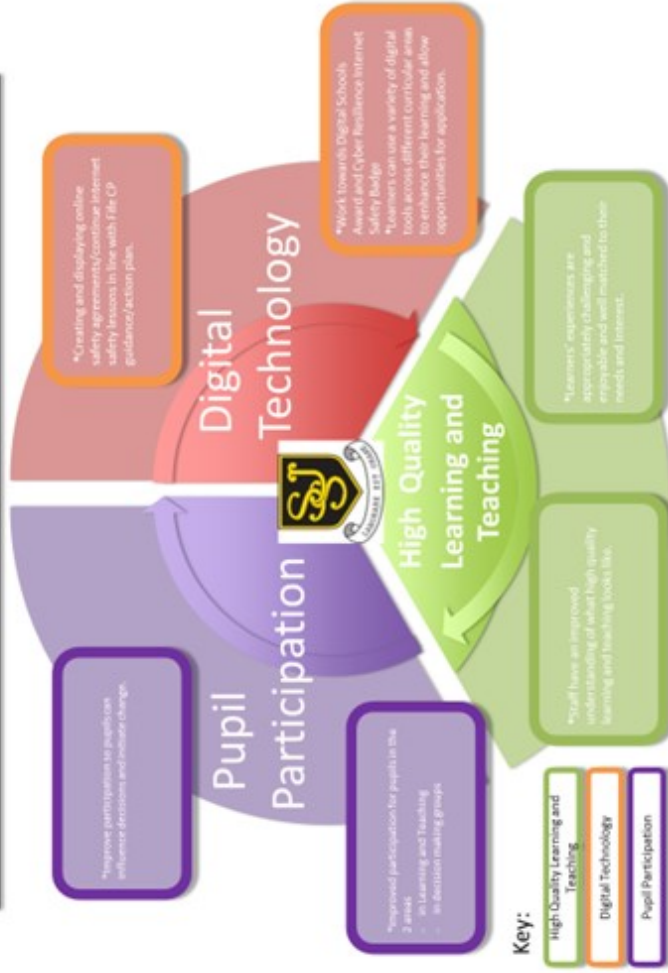 *Improve participation to pupils can
influence decisions and initiate change.
*Creating and displaying online
safety agreements/continue internet
safety lessons in line with Fife CP
guidance/action plan.
Pupil
Participation
Digital
Technology
*Improved participation for pupils in the
2 areas
- in Learning and Teaching
- in decision making groups
*Work towards Digital Schools
Award and Cyber Resilience Internet
Safety Badge
*Learners can use a variety of digital
tools across different curricular areas
to enhance their learning and allow
opportunities for application.
High Quality
Learning and
Teaching
*Staff have an improved
understanding of what high quality
learning and teaching looks like.
*Learners' experiences are
appropriately challenging and
enjoyable and well matched to their
needs and interest.
Key:
High Quality Learning and
Teaching
Digital Technology
Pupil Participation